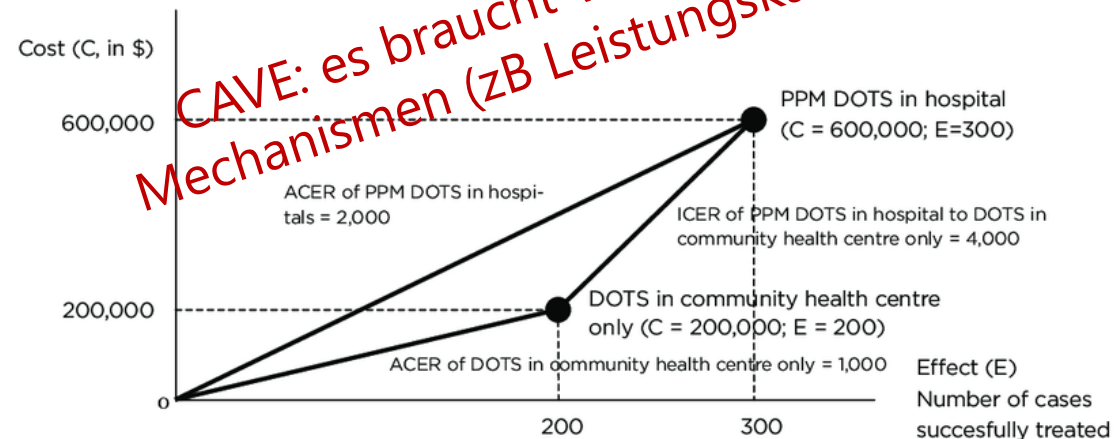 Cost (C, in $)
CAVE: es braucht
Mechanismen (zB
600,000
PPM DOTS in hospital
(C = 600,000; E=300)
ACER of PPM DOTS in hospi-
tals = 2,000
ICER of PPM DOTS in hospital to DOTS in
community health centre only = 4,000
200,000
DOTS in community health centre
only (C = 200,000; E = 200)
ACER of DOTS in community health centre only = 1,000
0
200
300
Effect (E)
Number of cases
succesfully treated